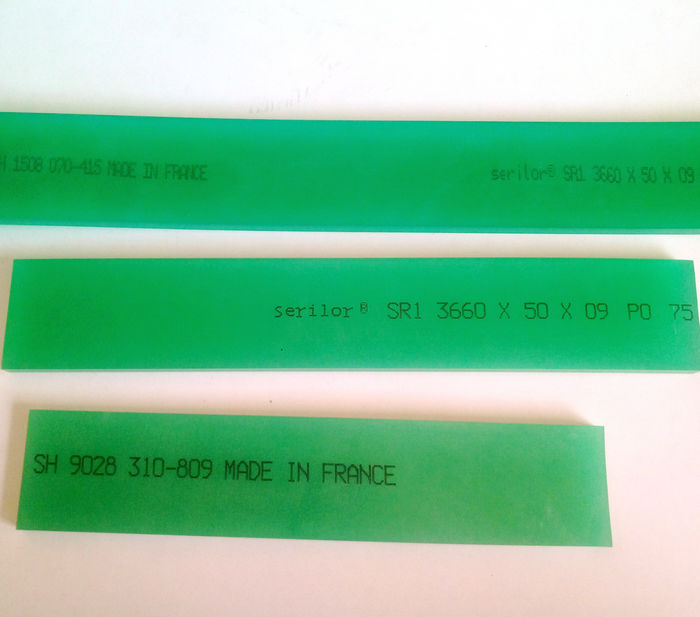 H 1508 070-415 MADE IN FRANCE serilor® SR1 3660 X 50 X 09
serilor® SR1 3660 X 50 X 09 PO 75
SH 9028 310-809 MADE IN FRANCE